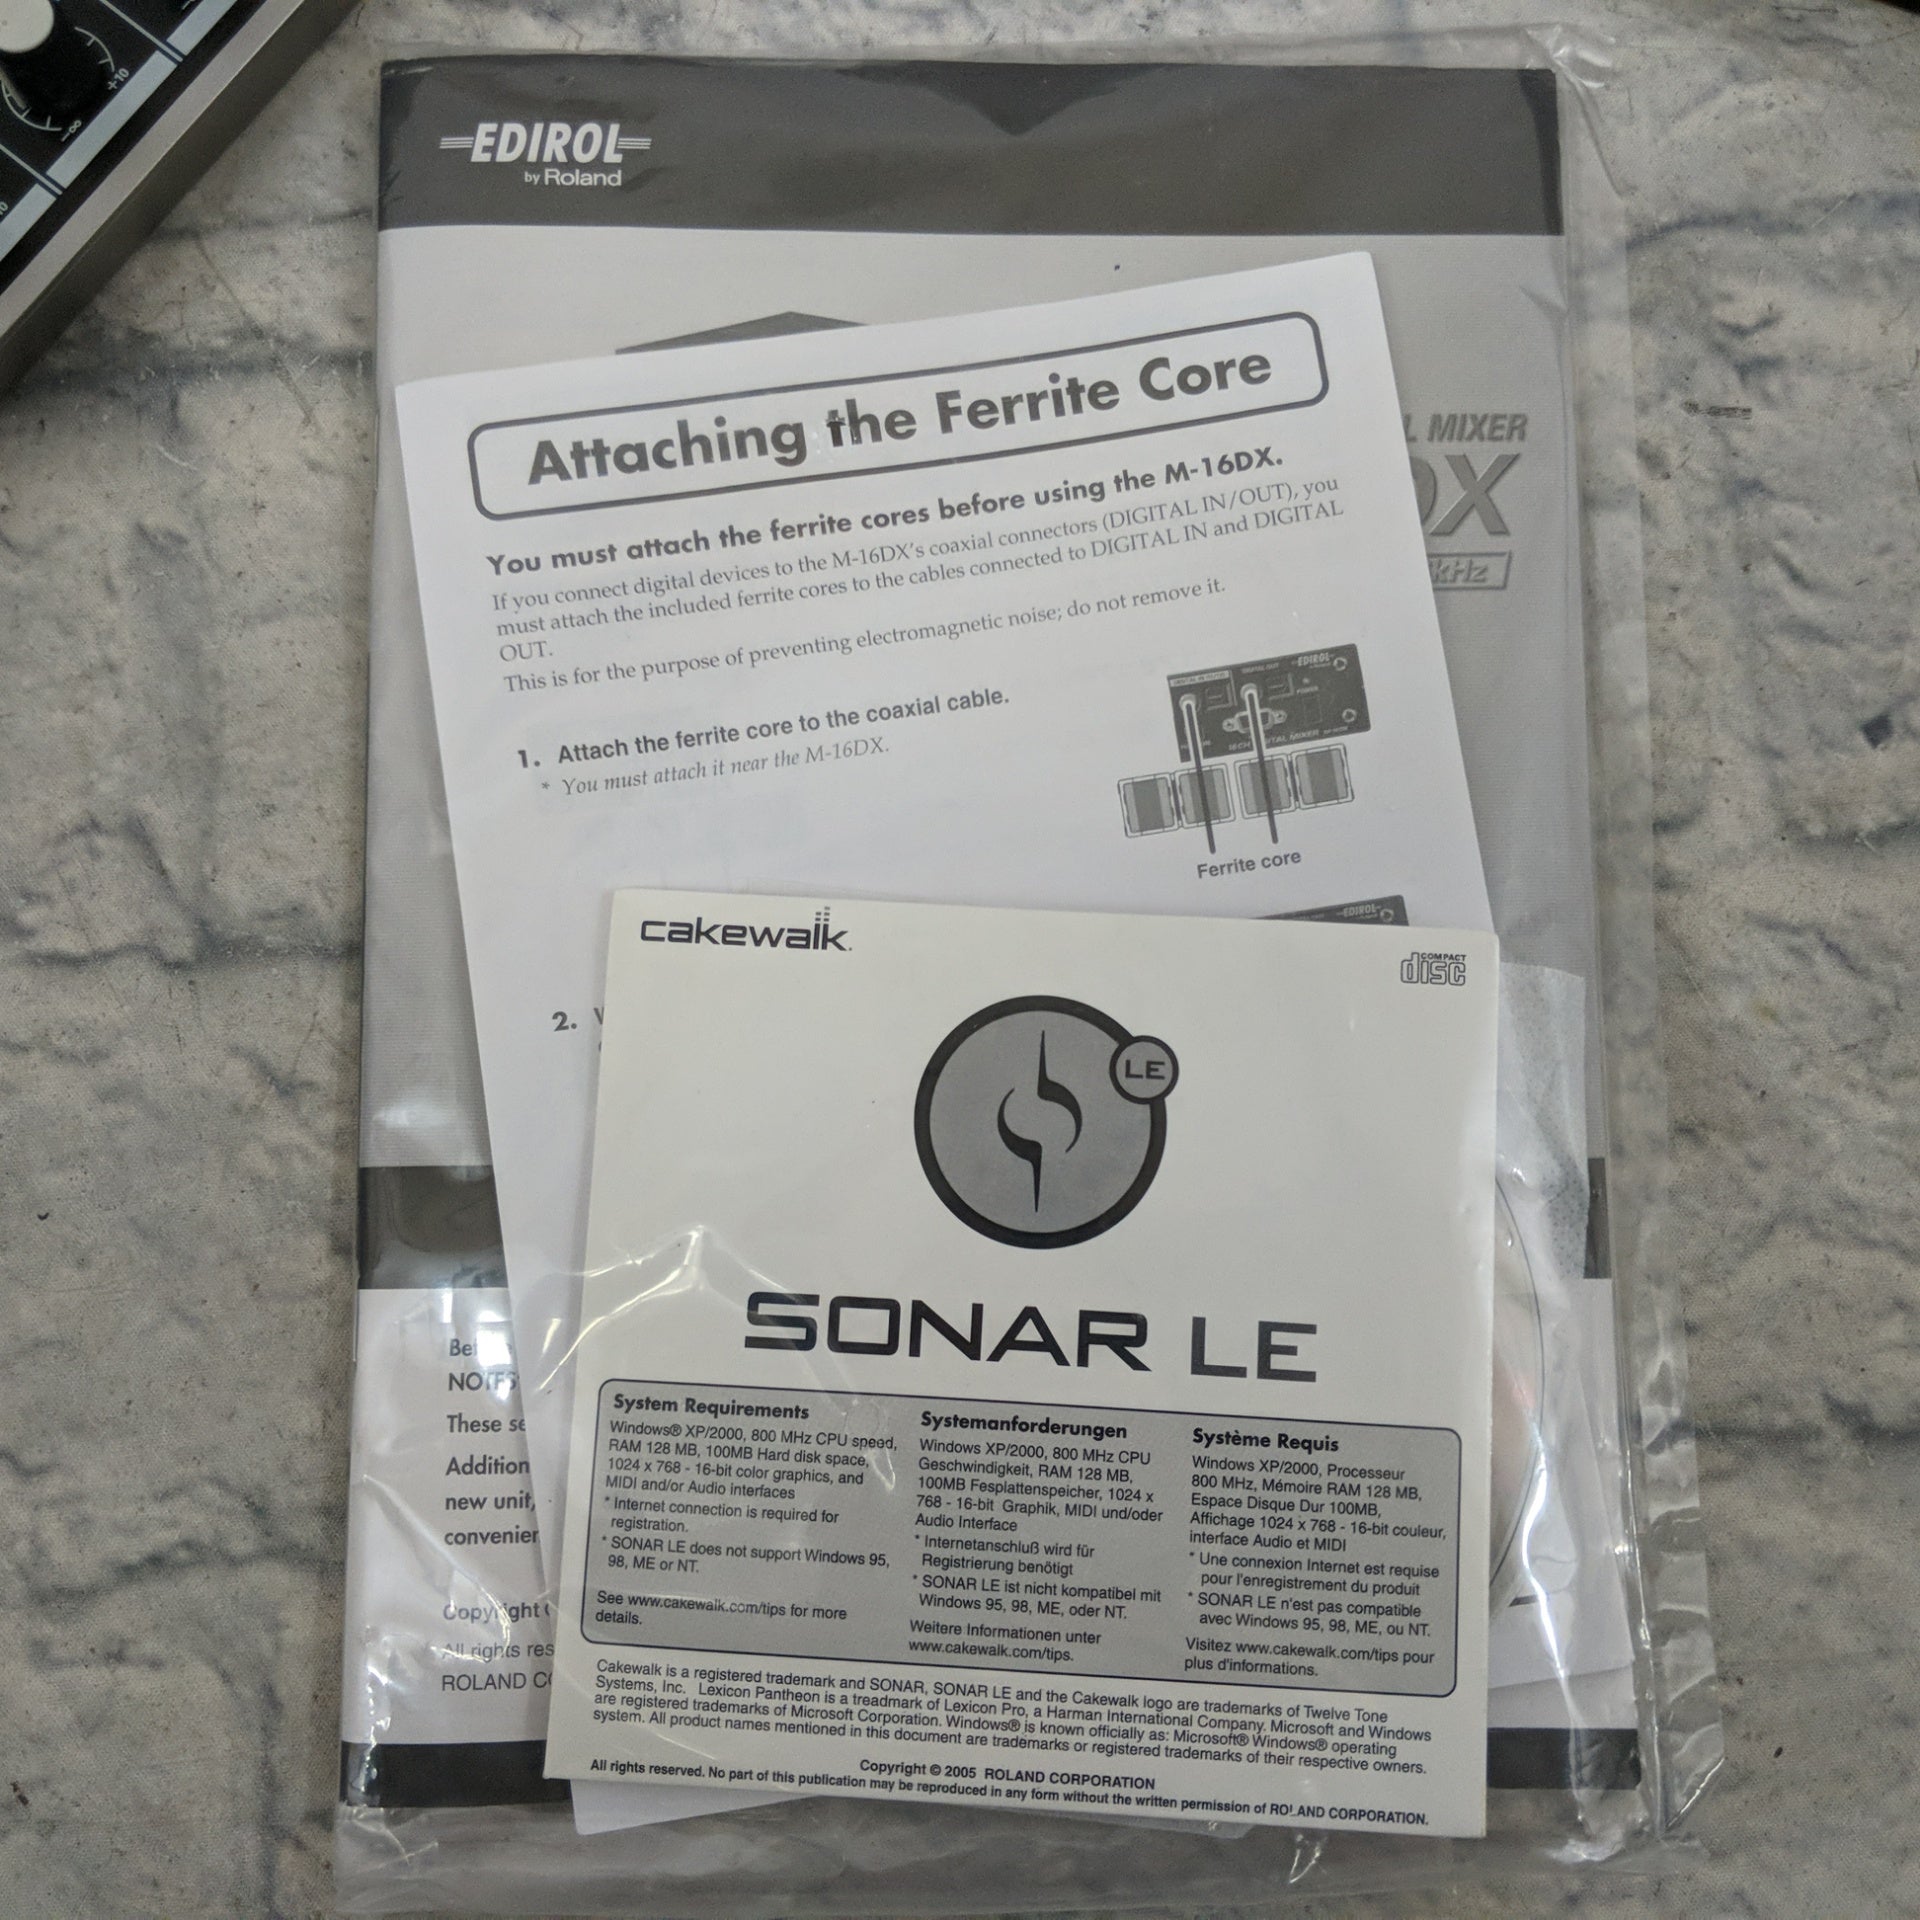 +10
-∞
EDIROL
by Roland
L MIXER
DX
kHz
Attaching the Ferrite Core
You must attach the ferrite cores before using the M-16DX.
If you connect digital devices to the M-16DX's coaxial connectors (DIGITAL IN/OUT), you
must attach the included ferrite cores to the cables connected to DIGITAL IN and DIGITAL
OUT.
This is for the purpose of preventing electromagnetic noise; do not remove it.
1. Attach the ferrite core to the coaxial cable.
* You must attach it near the M-16DX.
DIGITAL OUT
EDIROL
POWER
Ferrite core
EDIROL
2.
cakewalk.
COMPACT
disc
LE
SONAR LE
System Requirements
Windows® XP/2000, 800 MHz CPU speed,
RAM 128 MB, 100MB Hard disk space,
1024 x 768 - 16-bit color graphics, and
MIDI and/or Audio interfaces
* Internet connection is required for
registration.
* SONAR LE does not support Windows 95,
98, ME or NT.
See www.cakewalk.com/tips for more
details.
Systemanforderungen
Windows XP/2000, 800 MHz CPU
Geschwindigkeit, RAM 128 MB,
100MB Fesplattenspeicher, 1024 x
768 - 16-bit Graphik, MIDI und/oder
Audio Interface
* Internetanschluß wird für
Registrierung benötigt
* SONAR LE ist nicht kompatibel mit
Windows 95, 98, ME, oder NT.
Weitere Informationen unter
www.cakewalk.com/tips.
Système Requis
Windows XP/2000, Processeur
800 MHz, Mémoire RAM 128 MB,
Espace Disque Dur 100MB,
Affichage 1024 x 768 - 16-bit couleur,
interface Audio et MIDI
* Une connexion Internet est requise
pour l'enregistrement du produit
* SONAR LE n'est pas compatible
avec Windows 95, 98, ME, ou NT.
Visitez www.cakewalk.com/tips pour
plus d'informations.
Cakewalk is a registered trademark and SONAR, SONAR LE and the Cakewalk logo are trademarks of Twelve Tone
Systems, Inc. Lexicon Pantheon is a treadmark of Lexicon Pro, a Harman International Company. Microsoft and Windows
are registered trademarks of Microsoft Corporation. Windows® is known officially as: Microsoft® Windows® operating
system. All product names mentioned in this document are trademarks or registered trademarks of their respective owners.
Copyright © 2005 ROLAND CORPORATION
All rights reserved. No part of this publication may be reproduced in any form without the written permission of ROLAND CORPORATION.
NOTES
These se
Addition
new unit,
convenien
Copyright
All rights res
ROLAND CO